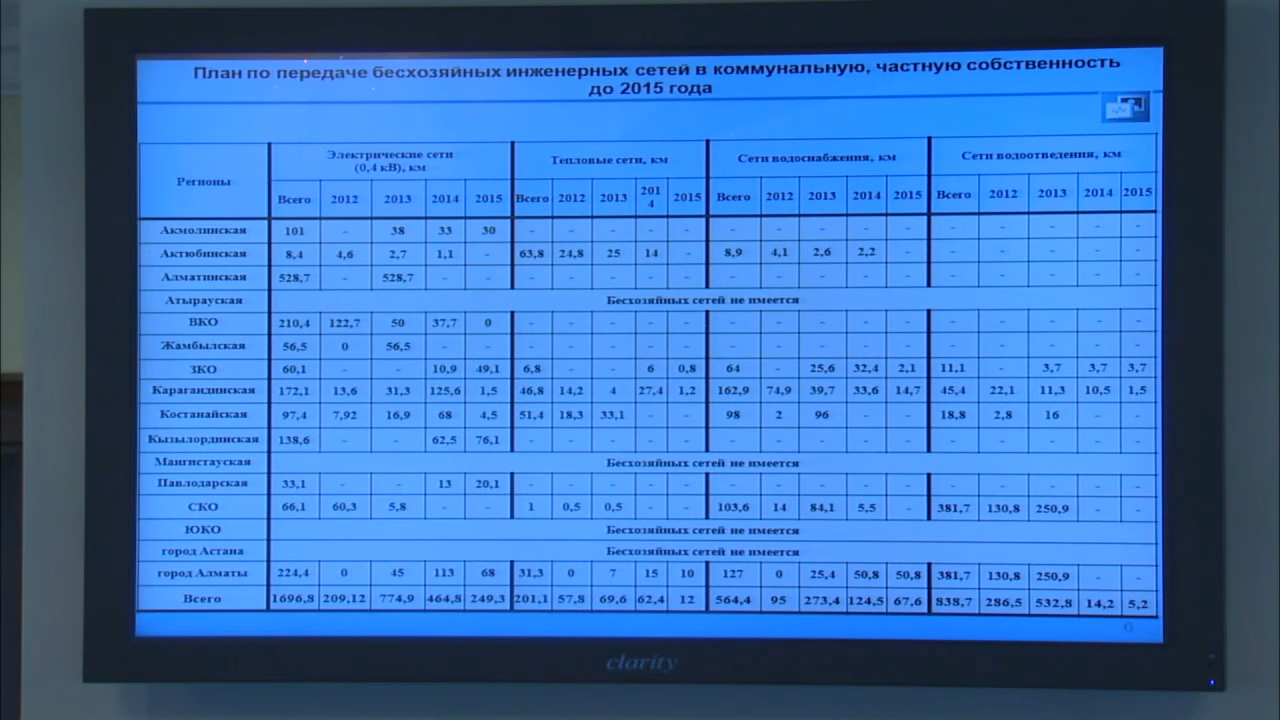 План по передаче бесхозяйных инженерных сетей в коммунальную, частную собственность
до 2015 года
Регионы Электрические сети (0,4 кВ), км Тепловые сети, км Сети водоснабжения, км Сети водоотведения, км
Всего 2012 2013 2014 2015 Всего 2012 2013 2014 2015 Всего 2012 2013 2014 2015 Всего 2012 2013 2014 2015
Акмолинская 101 - 38 33 30 - - - - - - - - - - - - - - -
Актюбинская 8,4 4,6 2,7 1,1 - 63,8 24,8 25 14 - 8,9 4,1 2,6 2,2 - - - - - -
Алматинская 528,7 - 528,7 - - - - - - - - - - - - - - - - -
Атырауская Бесхозяйных сетей не имеется
ВКО 210,4 122,7 50 37,7 0 - - - - - - - - - - - - - - -
Жамбылская 56,5 0 56,5 - - - - - - - - - - - - - - - - -
ЗКО 60,1 10,9 49,1 6,8 - - 6 0,8 64 - 25,6 32,4 2,1 11,1 - 3,7 3,7 3,7
Карагандинская 172,1 13,6 31,3 125,6 1,5 46,8 14,2 4 27,4 1,2 162,9 74,9 39,7 33,6 14,7 45,4 22,1 11,3 10,5 1,5
Костанайская 97,4 7,92 16,9 68 4,5 51,4 18,3 33,1 - - 98 2 96 - - 18,8 2,8 16 - -
Кызылординская 138,6 - - 62,5 76,1 - - - - - - - - - - - - - - -
Мангистауская Бесхозяйных сетей не имеется
Павлодарская 33,1 - - 13 20,1 - - - - - - - - - - - - - - -
СКО 66,1 60,3 5,8 - - 1 0,5 0,5 - - 103,6 14 84,1 5,5 - 381,7 130,8 250,9
ЮКО Бесхозяйных сетей не имеется
город Астана Бесхозяйных сетей не имеется
город Алматы 224,4 0 45 113 68 31,3 0 7 15 10 127 0 25,4 50,8 50,8 381,7 130,8 250,9 - -
Всего 1696,8 209,12 774,9 464,8 249,3 201,1 57,8 69,6 62,4 12 564,4 95 273,4 124,5 67,6 838,7 286,5 532,8 14,2 5,2
6
clarity